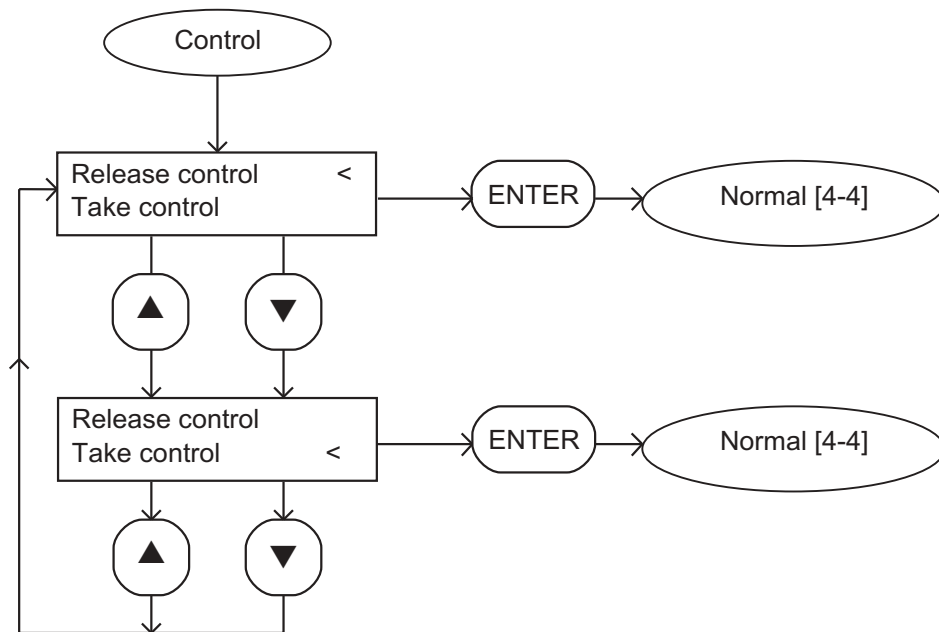 Control
Release control <
Take control
ENTER
Normal [4-4]
▲
▼
Release control
Take control <
ENTER
Normal [4-4]
▲
▼